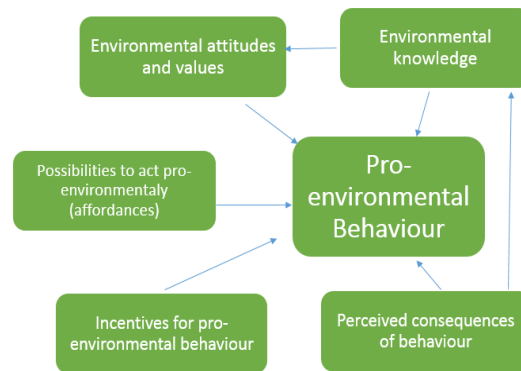 Environmental attitudes
and values
Environmental
knowledge
Possibilities to act pro-
environmentaly
(affordances)
Pro-
environmental
Behaviour
Incentives for pro-
environmental behaviour
Perceived consequences
of behaviour